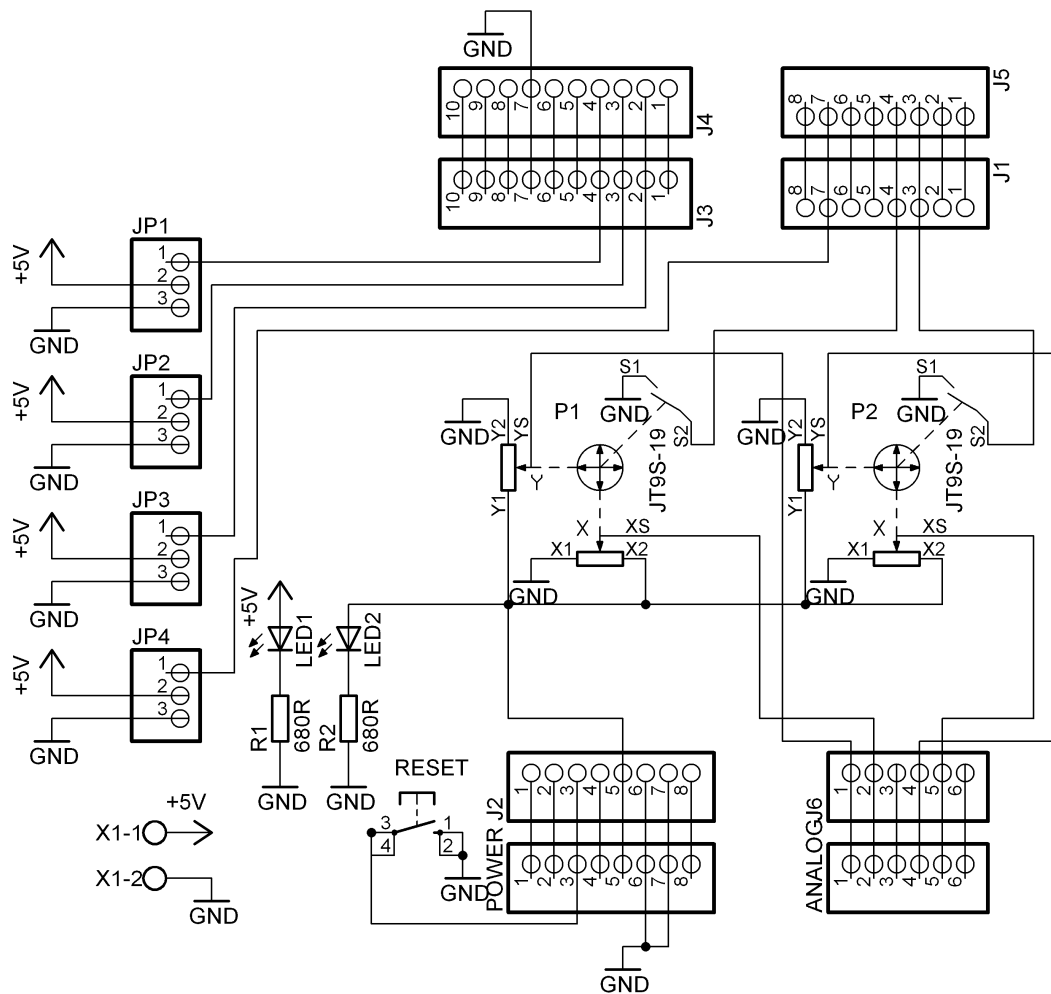 GND
10 9 8 7 6 5 4 3 2 1
J4
8 7 6 5 4 3 2 1
J5
10 9 8 7 6 5 4 3 2 1
J3
8 7 6 5 4 3 2 1
J1
JP1
+5V
1
2
3
GND
JP2
+5V
1
2
3
GND
JP3
+5V
1
2
3
GND
JP4
+5V
1
2
3
GND
S1
GND
S2
P1
GND
Y2
YS
Y
Y1
JT9S-19
X
XS
X1
X2
GND
S1
GND
S2
P2
GND
Y2
YS
Y
Y1
JT9S-19
X
XS
X1
X2
GND
+5V
LED1
LED2
R1
680R
R2
680R
GND
GND
X1-1
+5V
X1-2
GND
RESET
3
4
1
2
GND
1 2 3 4 5 6 7 8
J2
1 2 3 4 5 6 7 8
POWER
GND
1 2 3 4 5 6
J6
1 2 3 4 5 6
ANALOG